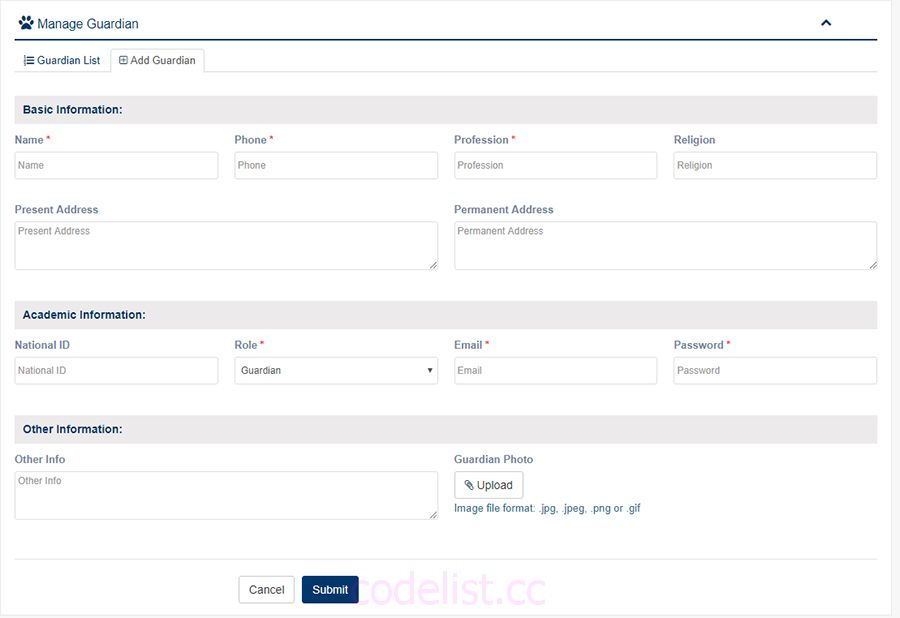 Manage Guardian
Guardian List Add Guardian
Basic Information:
Name * Phone * Profession * Religion
Name Phone Profession Religion
Present Address Permanent Address
Present Address Permanent Address
Academic Information:
National ID Role * Email * Password *
National ID Guardian Email Password
Other Information:
Other Info Guardian Photo
Other Info Upload
Image file format: .jpg, .jpeg, .png or .gif
Cancel Submit codelist.cc